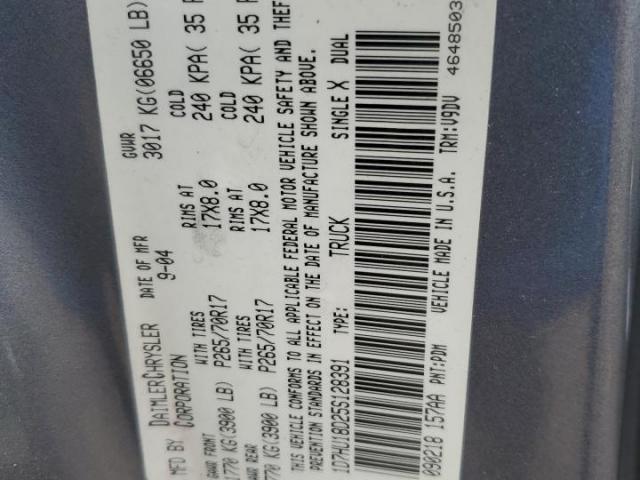 MFD BY DAIMLERCHRYSLER CORPORATION DATE OF MFR 9-04 GVWR 3017 KG(06650 LB)
GAWR FRONT WITH TIRES RIMS AT COLD
1770 KG(3900 LB) P265/70R17 17X8.0 240 KPA( 35 P
GAWR REAR WITH TIRES RIMS AT COLD
770 KG(3900 LB) P265/70R17 17X8.0 240 KPA( 35
THIS VEHICLE CONFORMS TO ALL APPLICABLE FEDERAL MOTOR VEHICLE SAFETY AND THEF
PREVENTION STANDARDS IN EFFECT ON THE DATE OF MANUFACTURE SHOWN ABOVE.
1D7HU18D25S128391 TYPE: TRUCK SINGLE X DUAL
4648503
090218 157AA PNT:PDM VEHICLE MADE IN U.S.A. TRM:V9DV